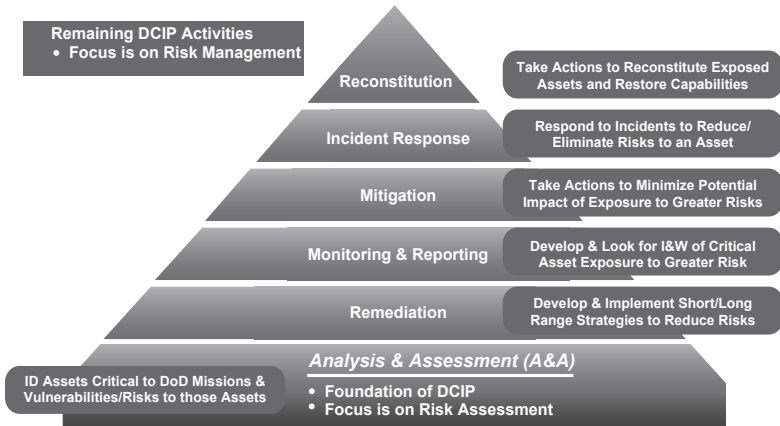 Remaining DCIP Activities
• Focus is on Risk Management
Reconstitution
Take Actions to Reconstitute Exposed
Assets and Restore Capabilities
Incident Response
Respond to Incidents to Reduce/
Eliminate Risks to an Asset
Mitigation
Take Actions to Minimize Potential
Impact of Exposure to Greater Risks
Monitoring & Reporting
Develop & Look for I&W of Critical
Asset Exposure to Greater Risk
Remediation
Develop & Implement Short/Long
Range Strategies to Reduce Risks
Analysis & Assessment (A&A)
ID Assets Critical to DoD Missions &
Vulnerabilities/Risks to those Assets
• Foundation of DCIP
• Focus is on Risk Assessment